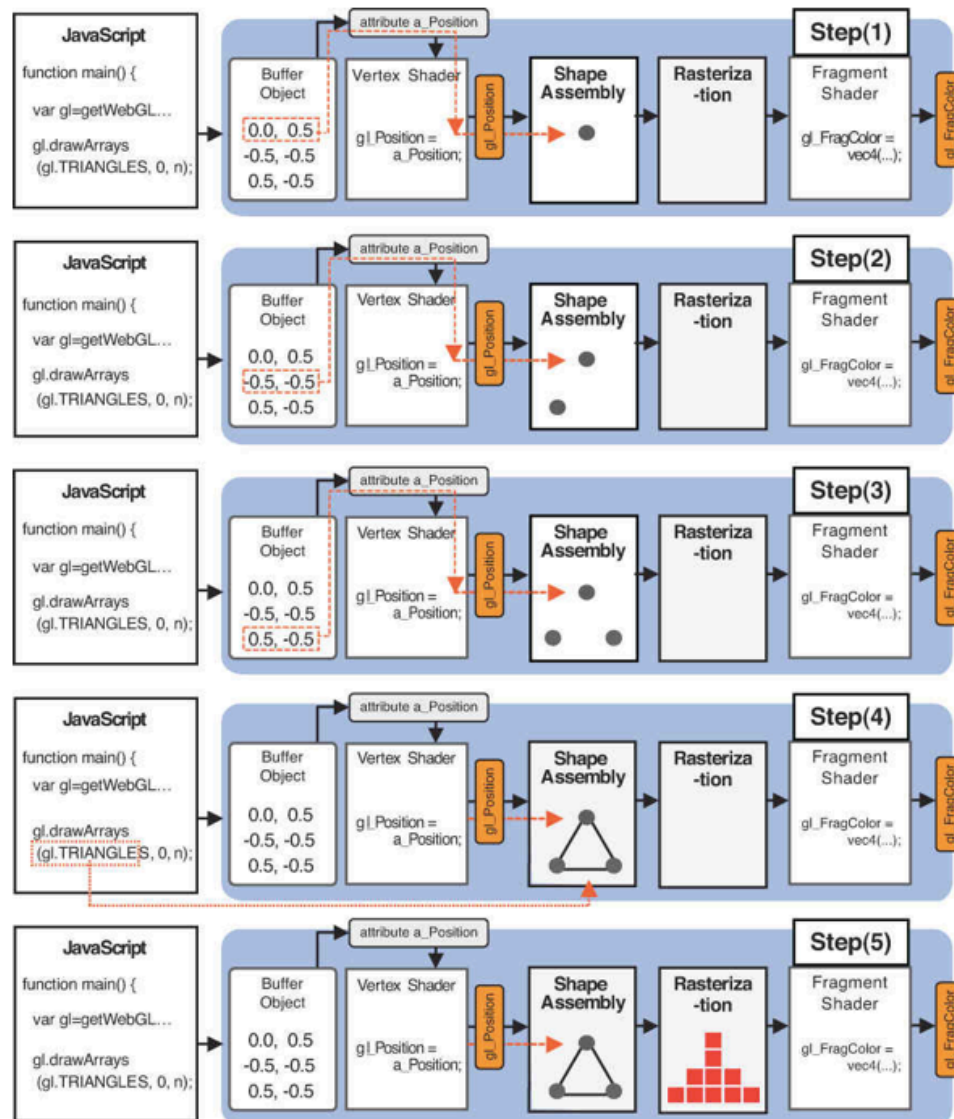 JavaScript
function main() {
var gl=getWebGL…
gl.drawArrays
(gl.TRIANGLES, 0, n);
Buffer
Object
0.0, 0.5
-0.5, -0.5
0.5, -0.5
attribute a_Position
Vertex Shader
gl_Position =
a_Position;
gl_Position
Shape
Assembly
Rasteriza
-tion
Step(1)
Fragment
Shader
gl_FragColor =
vec4(...);
gl_FragColor
JavaScript
function main() {
var gl=getWebGL…
gl.drawArrays
(gl.TRIANGLES, 0, n);
Buffer
Object
0.0, 0.5
-0.5, -0.5
0.5, -0.5
attribute a_Position
Vertex Shader
gl_Position =
a_Position;
gl_Position
Shape
Assembly
Rasteriza
-tion
Step(2)
Fragment
Shader
gl_FragColor =
vec4(...);
gl_FragColor
JavaScript
function main() {
var gl=getWebGL…
gl.drawArrays
(gl.TRIANGLES, 0, n);
Buffer
Object
0.0, 0.5
-0.5, -0.5
0.5, -0.5
attribute a_Position
Vertex Shader
gl_Position =
a_Position;
gl_Position
Shape
Assembly
Rasteriza
-tion
Step(3)
Fragment
Shader
gl_FragColor =
vec4(...);
gl_FragColor
JavaScript
function main() {
var gl=getWebGL…
gl.drawArrays
(gl.TRIANGLES, 0, n);
Buffer
Object
0.0, 0.5
-0.5, -0.5
0.5, -0.5
attribute a_Position
Vertex Shader
gl_Position =
a_Position;
gl_Position
Shape
Assembly
Rasteriza
-tion
Step(4)
Fragment
Shader
gl_FragColor =
vec4(...);
gl_FragColor
JavaScript
function main() {
var gl=getWebGL…
gl.drawArrays
(gl.TRIANGLES, 0, n);
Buffer
Object
0.0, 0.5
-0.5, -0.5
0.5, -0.5
attribute a_Position
Vertex Shader
gl_Position =
a_Position;
gl_Position
Shape
Assembly
Rasteriza
-tion
Step(5)
Fragment
Shader
gl_FragColor =
vec4(...);
gl_FragColor